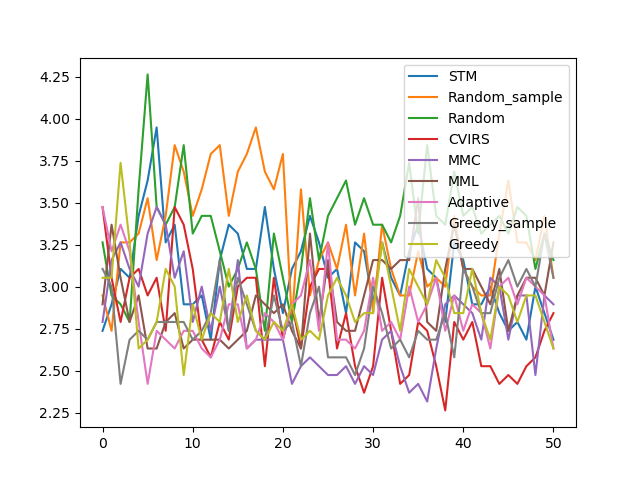 4.25
4.00
3.75
3.50
3.25
3.00
2.75
2.50
2.25
0
10
20
30
40
50
STM
Random_sample
Random
CVIRS
MMC
MML
Adaptive
Greedy_sample
Greedy